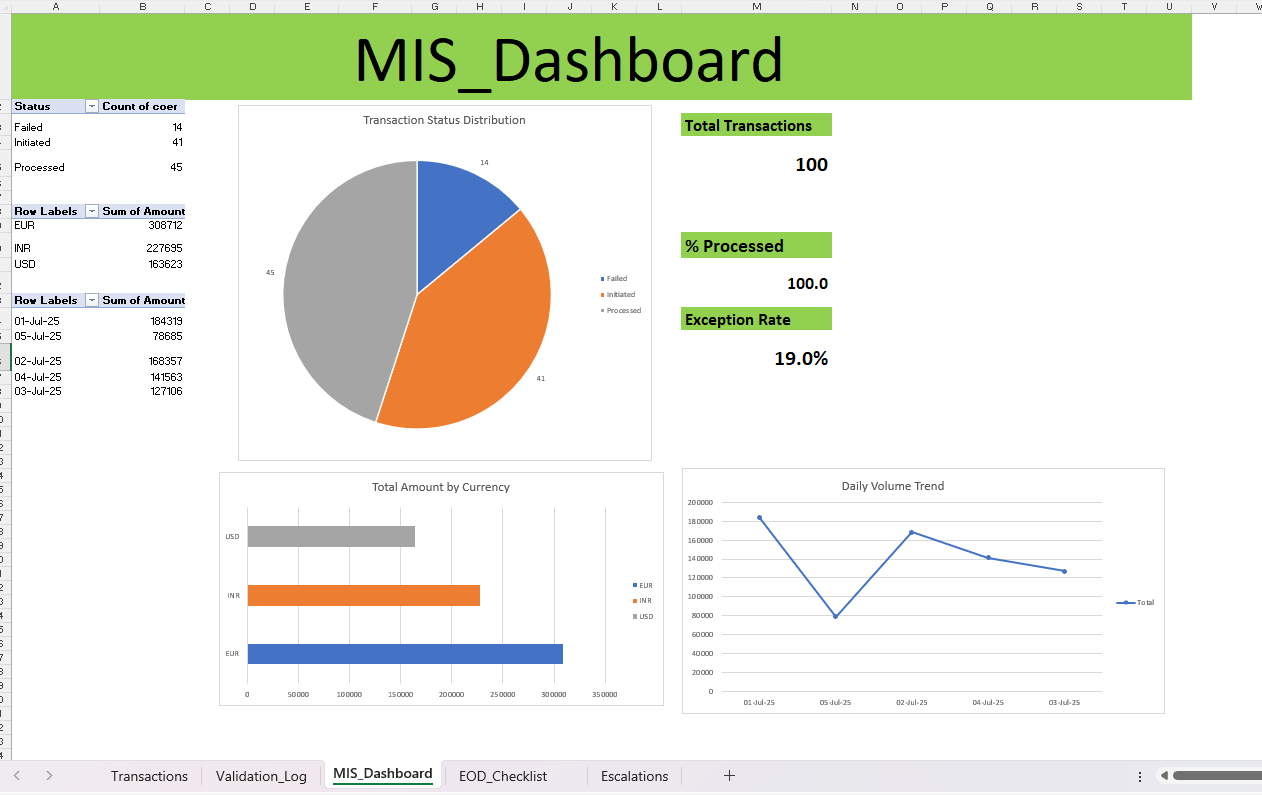 A B C D E F G H I J K L M N O P Q R S T U V W
MIS_Dashboard
Status Count of coer
Failed 14
Initiated 41
Processed 45
Row Labels Sum of Amount
EUR 308712
INR 227695
USD 163623
Row Labels Sum of Amount
01-Jul-25 184319
05-Jul-25 78685
02-Jul-25 168357
04-Jul-25 141563
03-Jul-25 127106
Transaction Status Distribution
14
45
41
Failed
Initiated
Processed
Total Transactions
100
% Processed
100.0
Exception Rate
19.0%
Total Amount by Currency
USD
INR
EUR
0 50000 100000 150000 200000 250000 300000 350000
EUR
INR
USD
Daily Volume Trend
200000
180000
160000
140000
120000
100000
80000
60000
40000
20000
0
01-Jul-25 05-Jul-25 02-Jul-25 04-Jul-25 03-Jul-25
Total
Transactions Validation_Log MIS_Dashboard EOD_Checklist Escalations